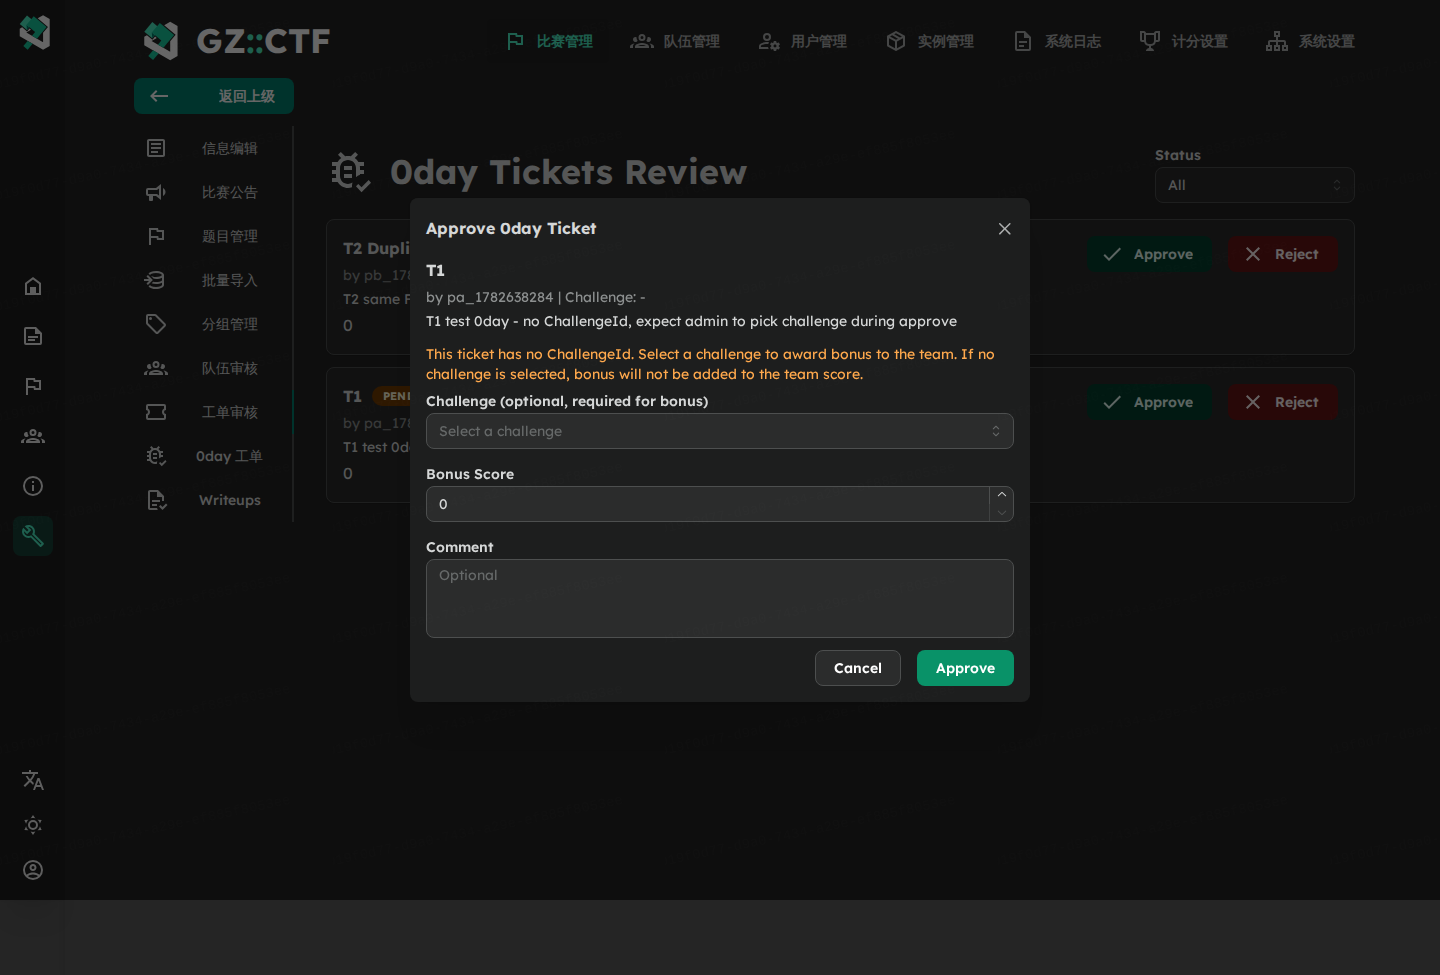 GZ::CTF
比赛管理
队伍管理
用户管理
实例管理
系统日志
计分设置
系统设置
返回上级
信息编辑
比赛公告
题目管理
批量导入
分组管理
队伍审核
工单审核
0day 工单
Writeups
0day Tickets Review
Status
All
T2 Dupli
by pb_178
T2 same F
0
Approve
Reject
T1
PEN
by pa_178
T1 test 0d
0
Approve
Reject
Approve 0day Ticket
T1
by pa_1782638284 | Challenge: -
T1 test 0day - no ChallengeId, expect admin to pick challenge during approve
This ticket has no ChallengeId. Select a challenge to award bonus to the team. If no
challenge is selected, bonus will not be added to the team score.
Challenge (optional, required for bonus)
Select a challenge
Bonus Score
0
Comment
Optional
Cancel
Approve